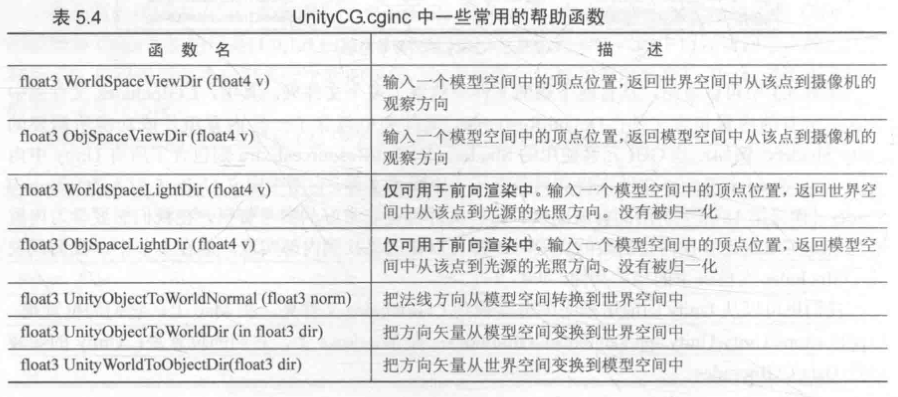 表 5.4 UnityCG.cginc 中一些常用的帮助函数
函 数 名 描 述
float3 WorldSpaceViewDir (float4 v) 输入一个模型空间中的顶点位置,返回世界空间中从该点到摄像机的
观察方向
float3 ObjSpaceViewDir (float4 v) 输入一个模型空间中的顶点位置,返回模型空间中从该点到摄像机的
观察方向
float3 WorldSpaceLightDir (float4 v) 仅可用于前向渲染中。输入一个模型空间中的顶点位置,返回世界空
间中从该点到光源的光照方向。没有被归一化
float3 ObjSpaceLightDir (float4 v) 仅可用于前向渲染中。输入一个模型空间中的顶点位置,返回模型空
间中从该点到光源的光照方向。没有被归一化
float3 UnityObjectToWorldNormal (float3 norm) 把法线方向从模型空间转换到世界空间中
float3 UnityObjectToWorldDir (in float3 dir) 把方向矢量从模型空间变换到世界空间中
float3 UnityWorldToObjectDir(float3 dir) 把方向矢量从世界空间变换到模型空间中